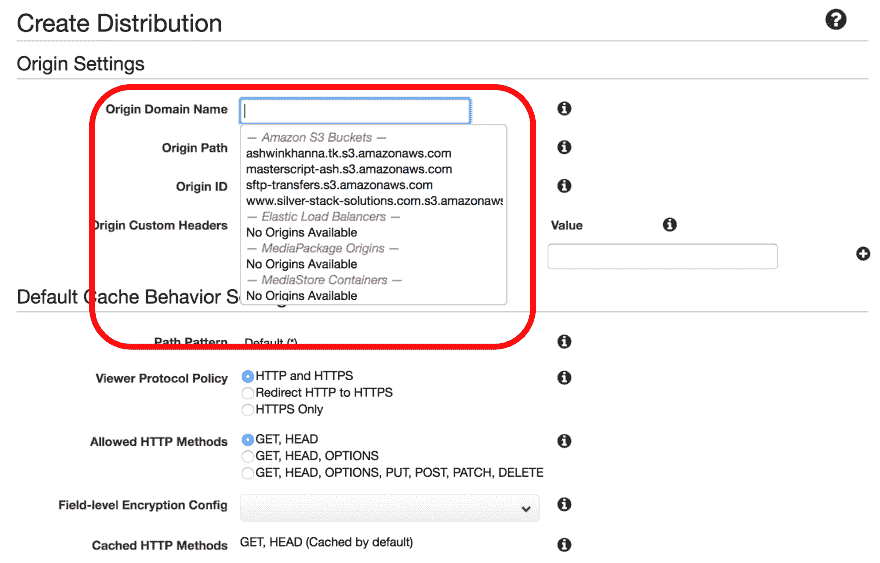 Create Distribution
Origin Settings
Origin Domain Name
— Amazon S3 Buckets —
ashwinkhanna.tk.s3.amazonaws.com
Origin Path
masterscript-ash.s3.amazonaws.com
Origin ID
sftp-transfers.s3.amazonaws.com
www.silver-stack-solutions.com.s3.amazonaws
— Elastic Load Balancers —
Origin Custom Headers
No Origins Available
Value
— MediaPackage Origins —
No Origins Available
— MediaStore Containers —
No Origins Available
Default Cache Behavior S
Path Pattern Default (*)
Viewer Protocol Policy HTTP and HTTPS
Redirect HTTP to HTTPS
HTTPS Only
Allowed HTTP Methods GET, HEAD
GET, HEAD, OPTIONS
GET, HEAD, OPTIONS, PUT, POST, PATCH, DELETE
Field-level Encryption Config
Cached HTTP Methods GET, HEAD (Cached by default)